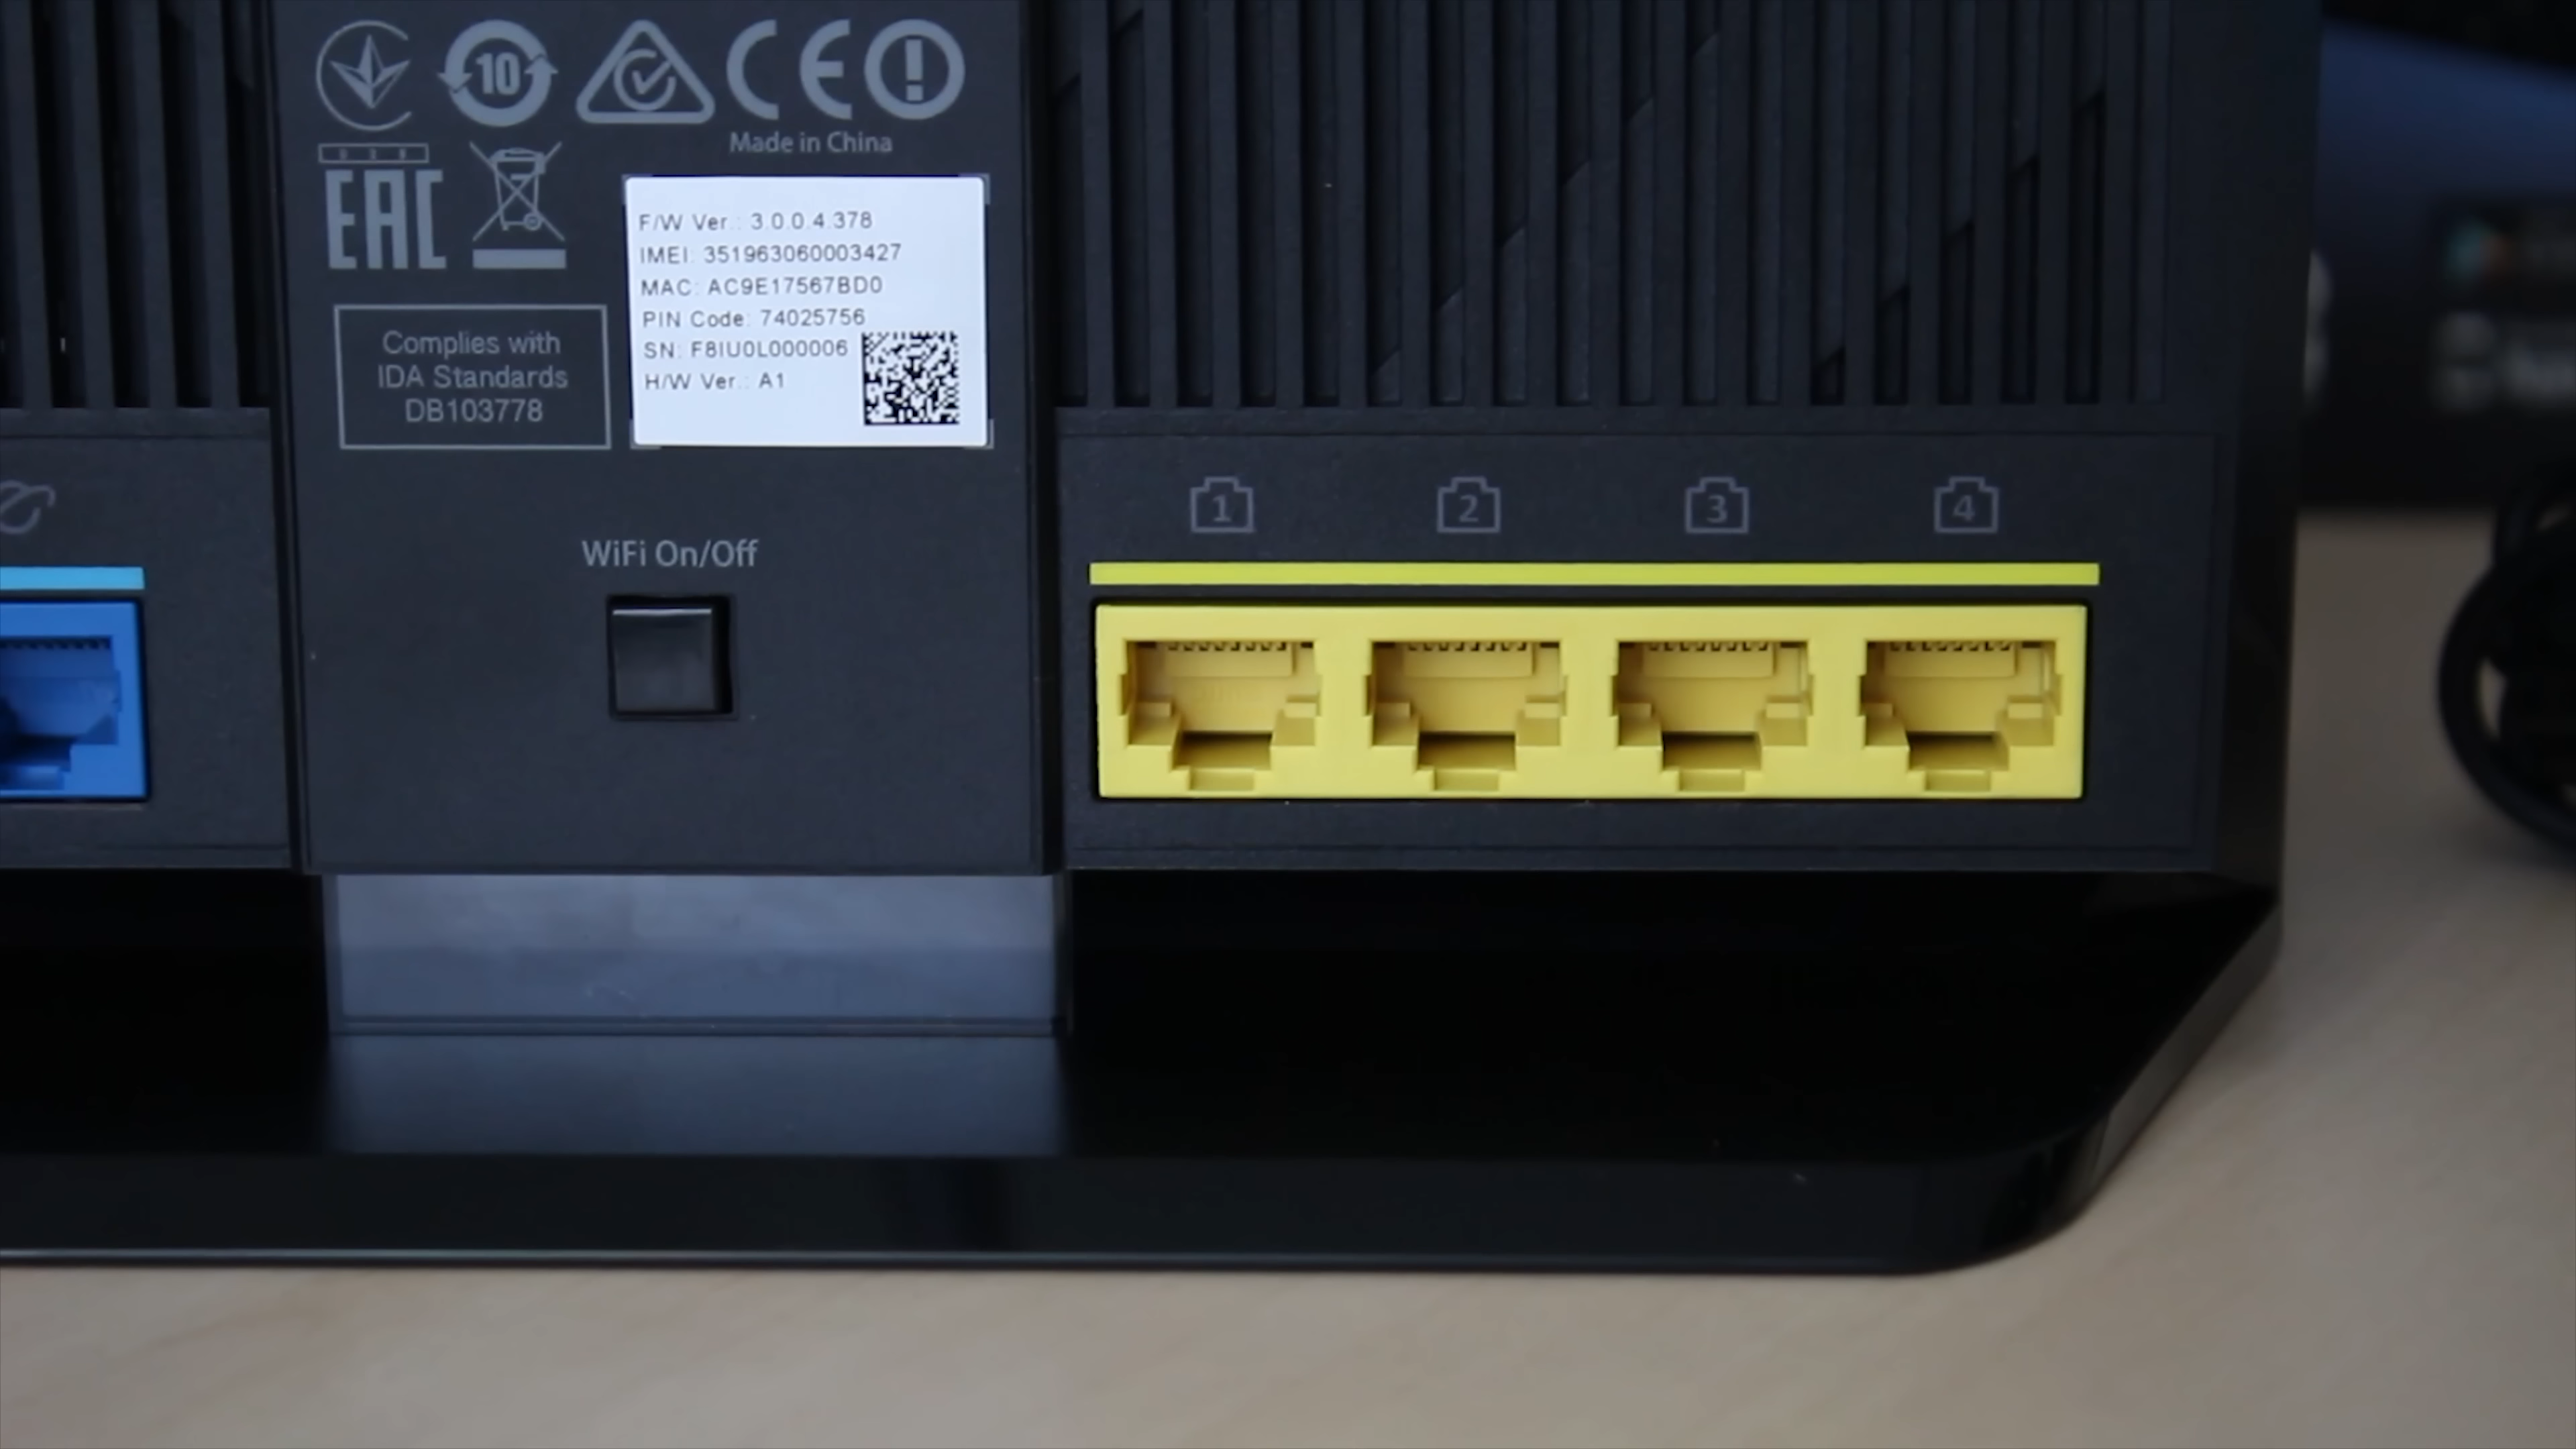 10
CE
Made in China
EAC
F/W Ver.: 3.0.0.4.378
IMEI: 351963060003427
MAC: AC9E17567BD0
PIN Code: 74025756
SN: F8IU0L000006
H/W Ver.: A1
Complies with
IDA Standards
DB103778
WiFi On/Off
1 2 3 4